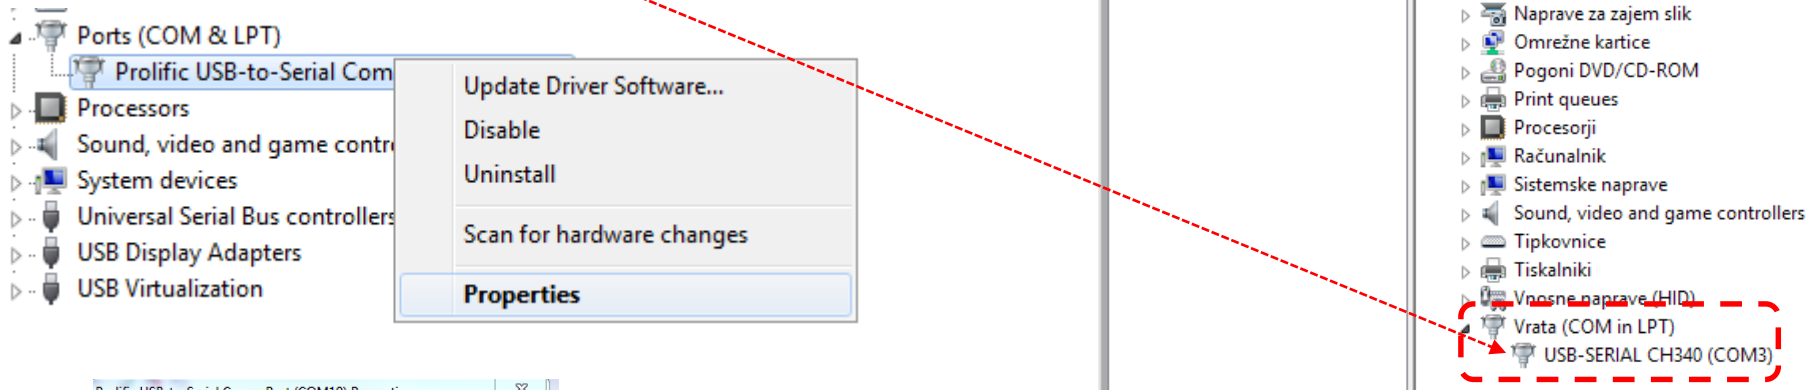 Ports (COM & LPT)
Prolific USB-to-Serial Com
Processors
Sound, video and game contr
System devices
Universal Serial Bus controllers
USB Display Adapters
USB Virtualization
Update Driver Software...
Disable
Uninstall
Scan for hardware changes
Properties
Naprave za zajem slik
Omrežne kartice
Pogoni DVD/CD-ROM
Print queues
Procesorji
Računalnik
Sistemske naprave
Sound, video and game controllers
Tipkovnice
Tiskalniki
Vnosne naprave (HID)
Vrata (COM in LPT)
USB-SERIAL CH340 (COM3)